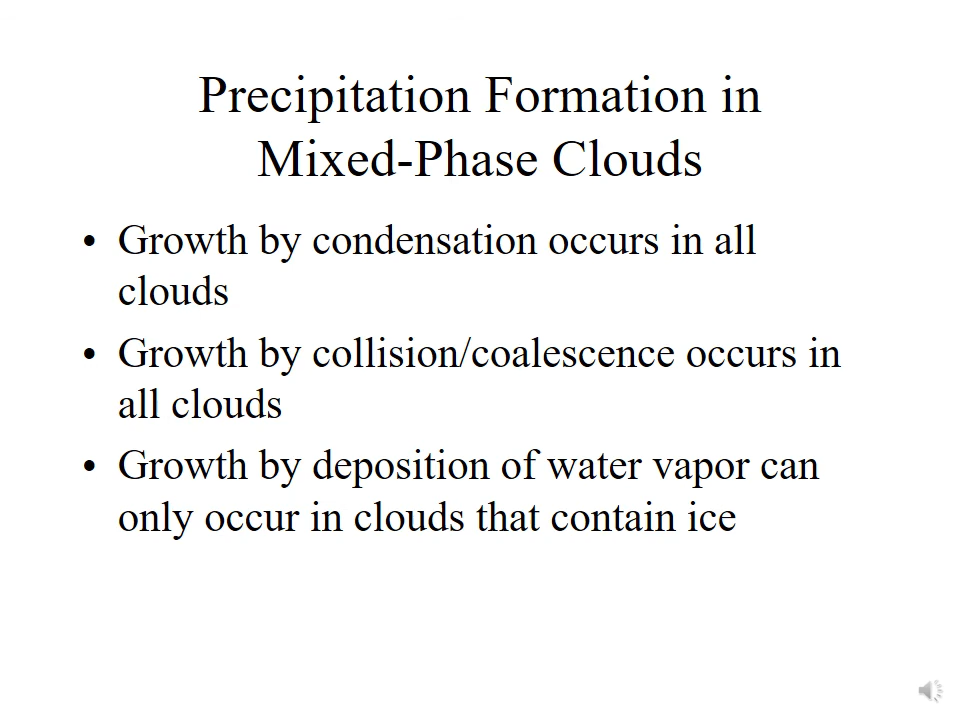 Precipitation Formation in
Mixed-Phase Clouds
• Growth by condensation occurs in all
clouds
• Growth by collision/coalescence occurs in
all clouds
• Growth by deposition of water vapor can
only occur in clouds that contain ice